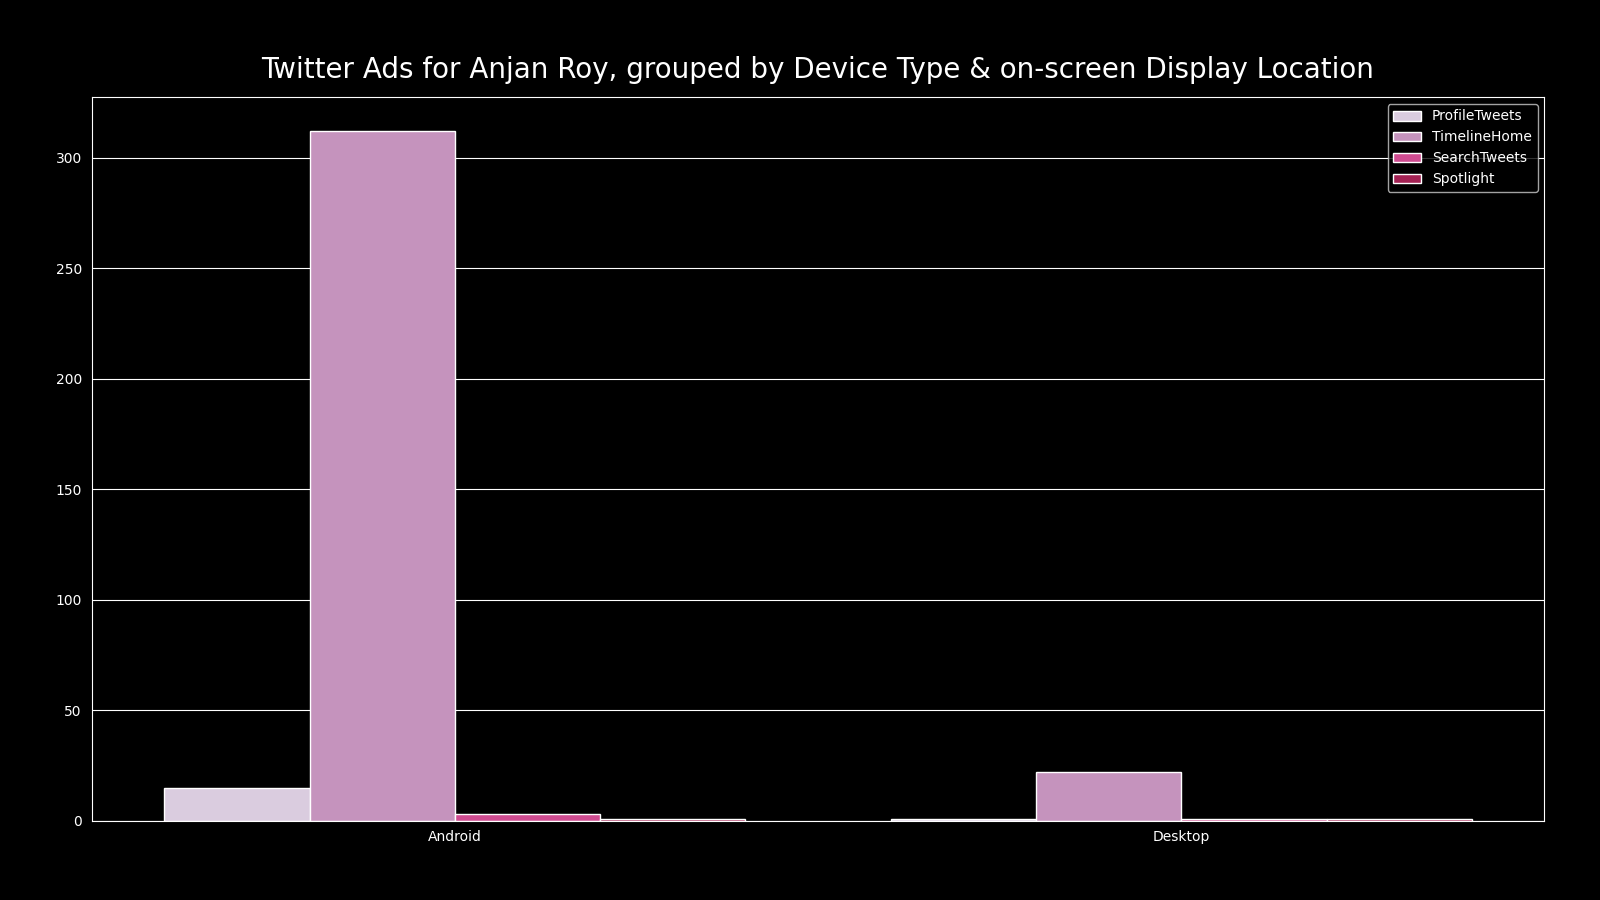 Twitter Ads for Anjan Roy, grouped by Device Type & on-screen Display Location
ProfileTweets
TimelineHome
SearchTweets
Spotlight
300
250
200
150
100
50
0
Android
Desktop